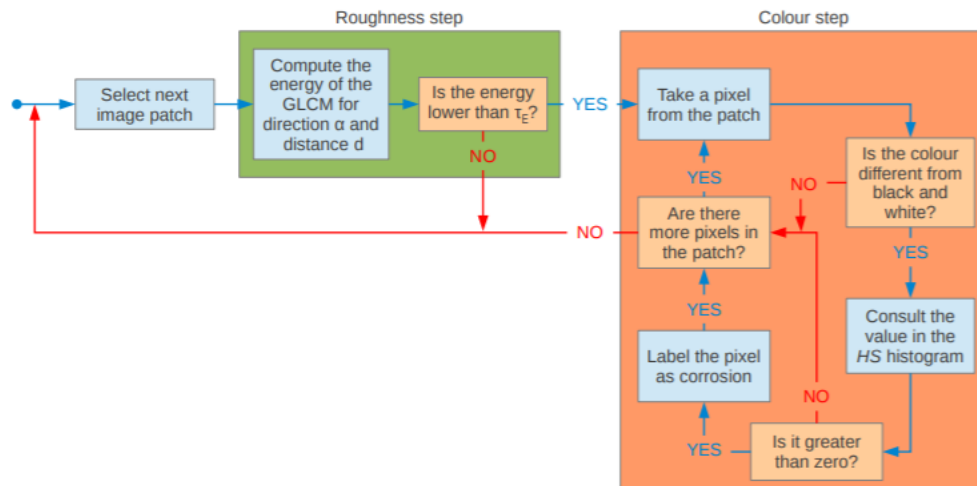 Roughness step
Colour step
Select next
image patch
Compute the
energy of the
GLCM for
direction α and
distance d
Is the energy
lower than τE?
YES
NO
Take a pixel
from the patch
Is the colour
different from
black and
white?
NO
YES
YES
Are there
more pixels in
the patch?
NO
Consult the
value in the
HS histogram
YES
Label the pixel
as corrosion
NO
YES
Is it greater
than zero?